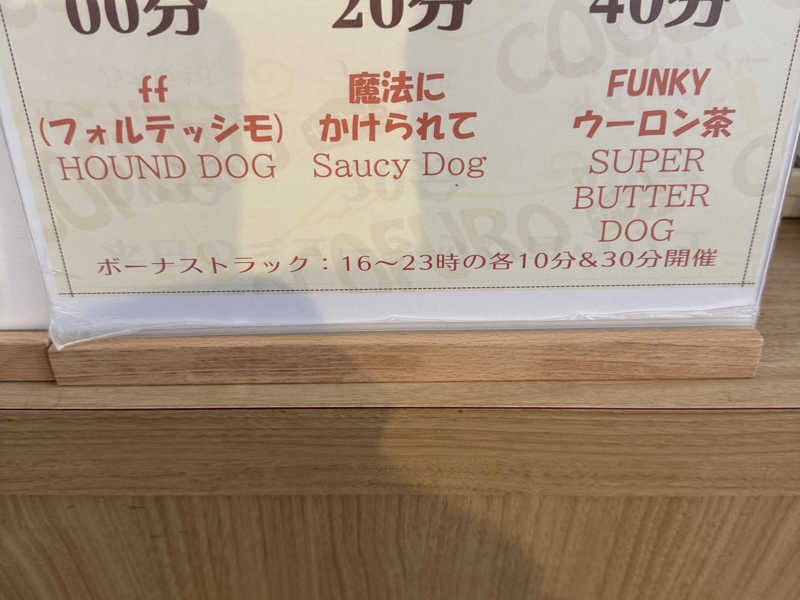 00分 20分 40分
ff
(フォルテッシモ)
HOUND DOG
魔法に
かけられて
Saucy Dog
FUNKY
ウーロン茶
SUPER
BUTTER
DOG
ボーナストラック：16〜23時の各10分&30分開催